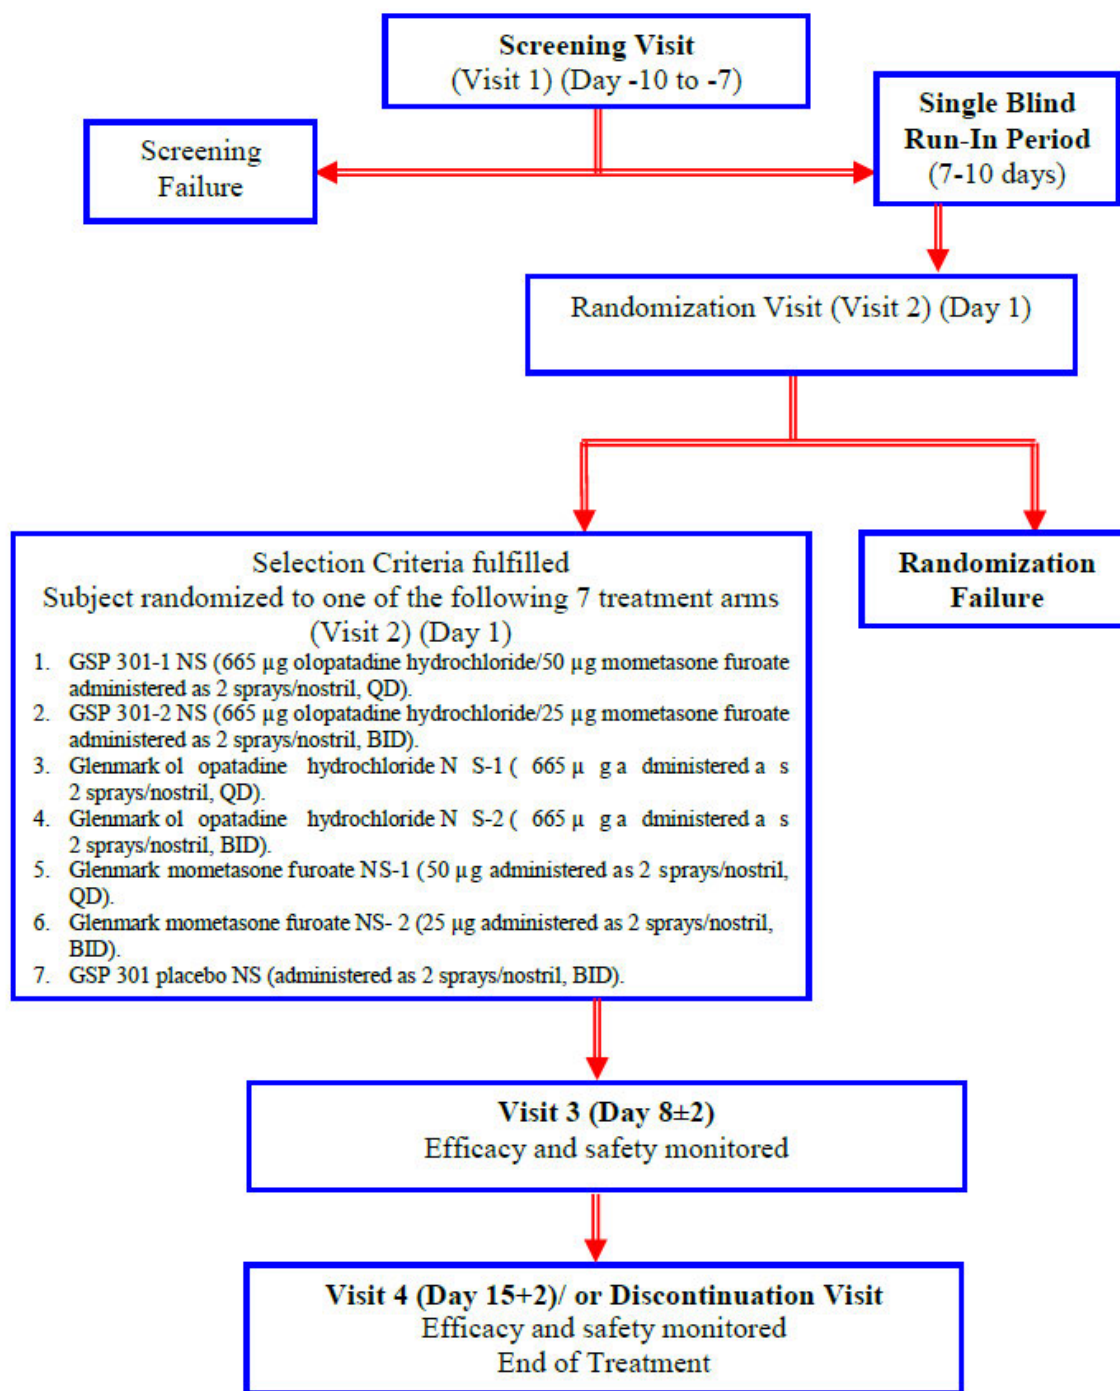 Screening Visit
(Visit 1) (Day -10 to -7)
Single Blind
Run-In Period
(7-10 days)
Screening
Failure
Randomization Visit (Visit 2) (Day 1)
Selection Criteria fulfilled
Subject randomized to one of the following 7 treatment arms
(Visit 2) (Day 1)
1. GSP 301-1 NS (665 µg olopatadine hydrochloride/50 µg mometasone furoate
administered as 2 sprays/nostril, QD).
2. GSP 301-2 NS (665 µg olopatadine hydrochloride/25 µg mometasone furoate
administered as 2 sprays/nostril, BID).
3. Glenmark ol opatadine hydrochloride N S-1 ( 665 µ g a dministered a s
2 sprays/nostril, QD).
4. Glenmark ol opatadine hydrochloride N S-2 ( 665 µ g a dministered a s
2 sprays/nostril, BID).
5. Glenmark mometasone furoate NS-1 (50 µg administered as 2 sprays/nostril,
QD).
6. Glenmark mometasone furoate NS- 2 (25 µg administered as 2 sprays/nostril,
BID).
7. GSP 301 placebo NS (administered as 2 sprays/nostril, BID).
Randomization
Failure
Visit 3 (Day 8±2)
Efficacy and safety monitored
Visit 4 (Day 15+2)/ or Discontinuation Visit
Efficacy and safety monitored
End of Treatment